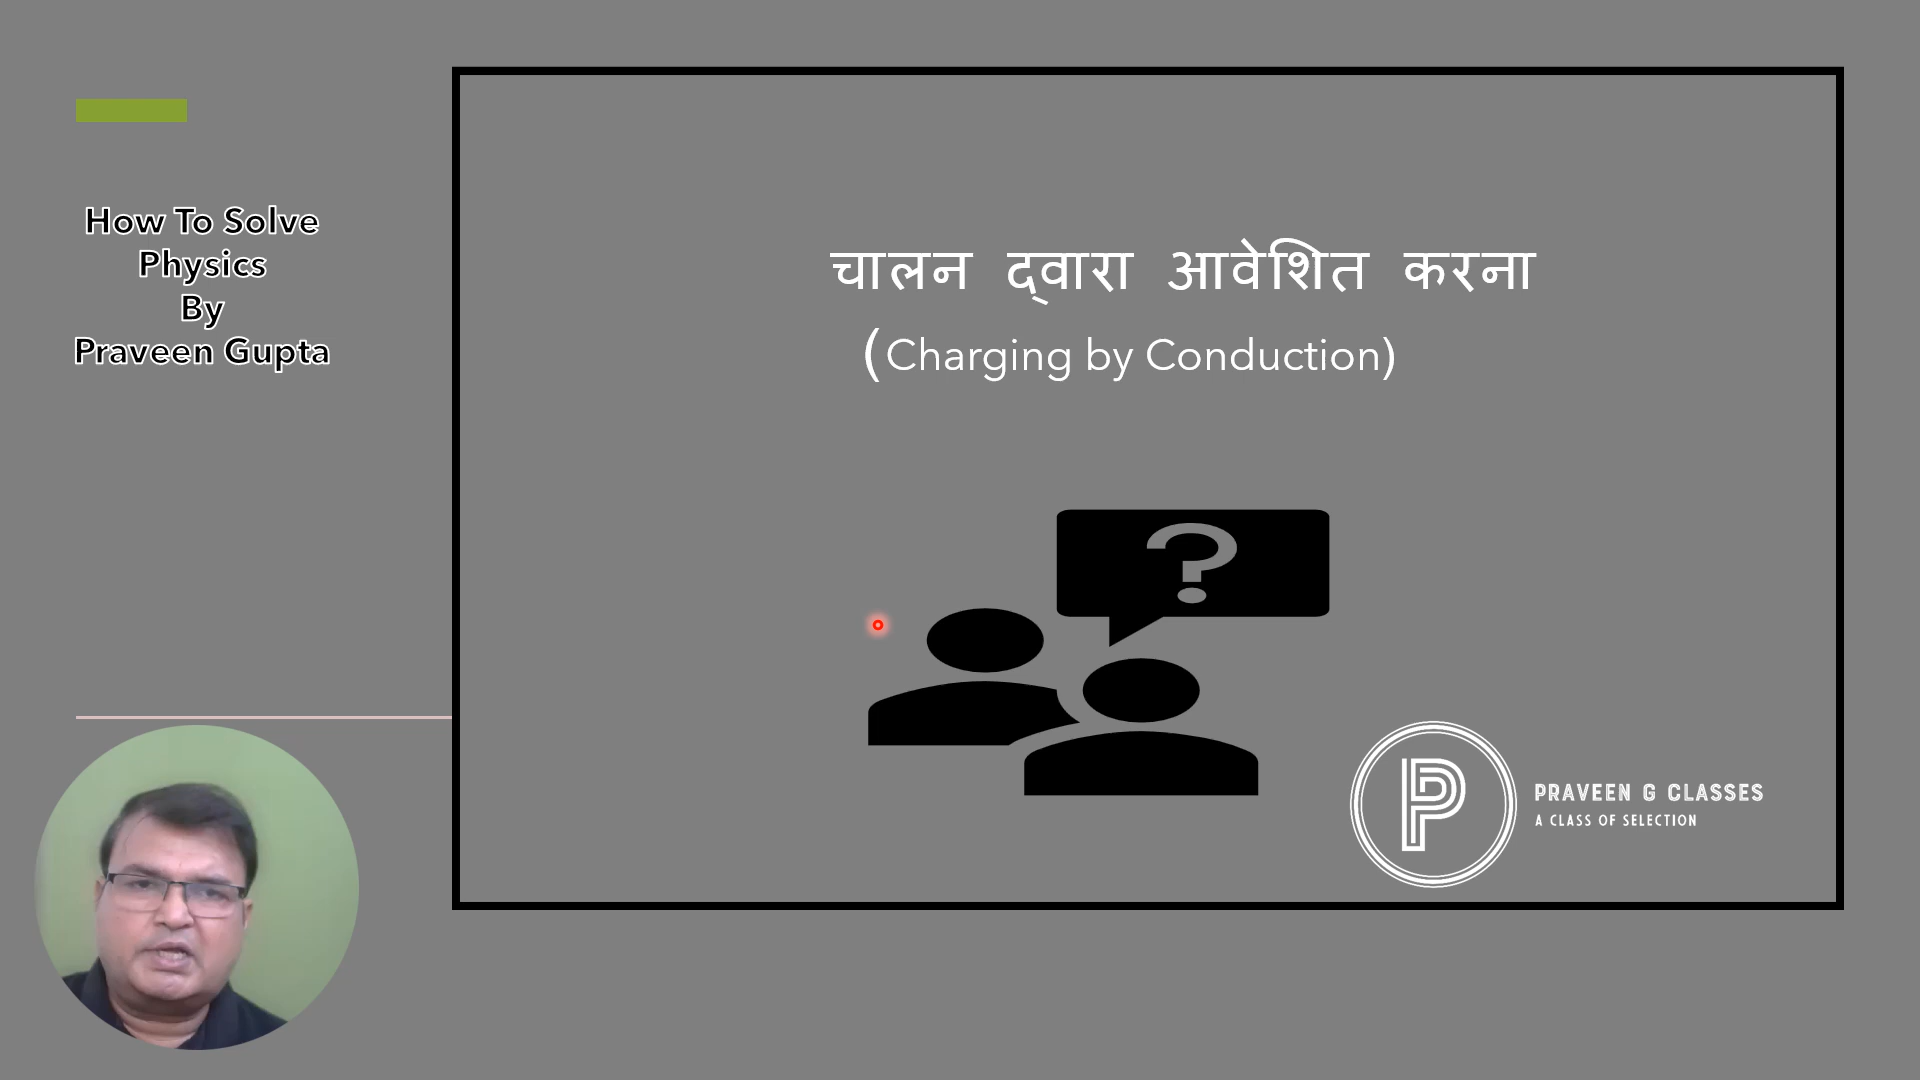 How To Solve
Physics
By
Praveen Gupta
चालन द्वारा आवेशित करना
(Charging by Conduction)
?
P
PRAVEEN G CLASSES
A CLASS OF SELECTION